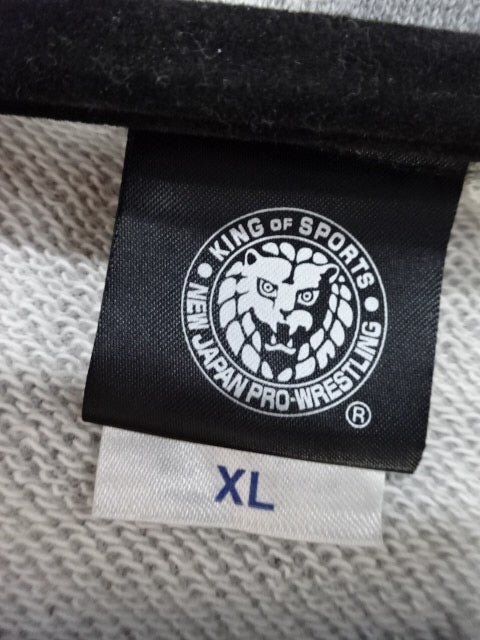 KING OF SPORTS
NEW JAPAN PRO-WRESTLING
®
XL